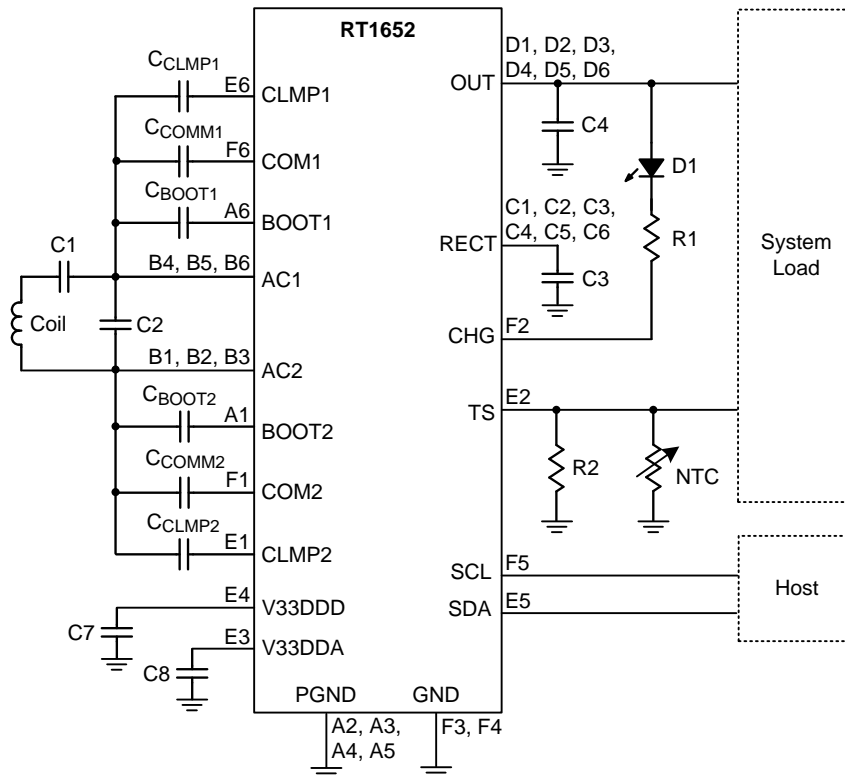 RT1652
CCLMP1
E6
CLMP1
CCOMM1
F6
COM1
CBOOT1
A6
BOOT1
C1
B4, B5, B6
AC1
Coil
C2
B1, B2, B3
AC2
CBOOT2
A1
BOOT2
CCOMM2
F1
COM2
CCLMP2
E1
CLMP2
E4
V33DDD
C7
E3
V33DDA
C8
PGND
A2, A3,
A4, A5
GND
F3, F4
D1, D2, D3,
D4, D5, D6
OUT
C4
D1
R1
C1, C2, C3,
C4, C5, C6
RECT
C3
F2
CHG
E2
TS
R2
NTC
System
Load
F5
SCL
E5
SDA
Host